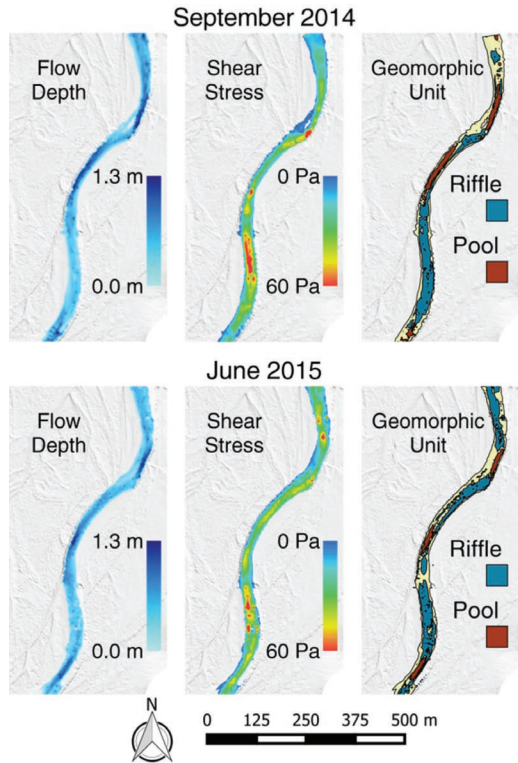 September 2014
Flow
Depth
1.3 m
0.0 m
Shear
Stress
0 Pa
60 Pa
Geomorphic
Unit
Riffle
Pool
June 2015
Flow
Depth
1.3 m
0.0 m
Shear
Stress
0 Pa
60 Pa
Geomorphic
Unit
Riffle
Pool
N
0 125 250 375 500 m